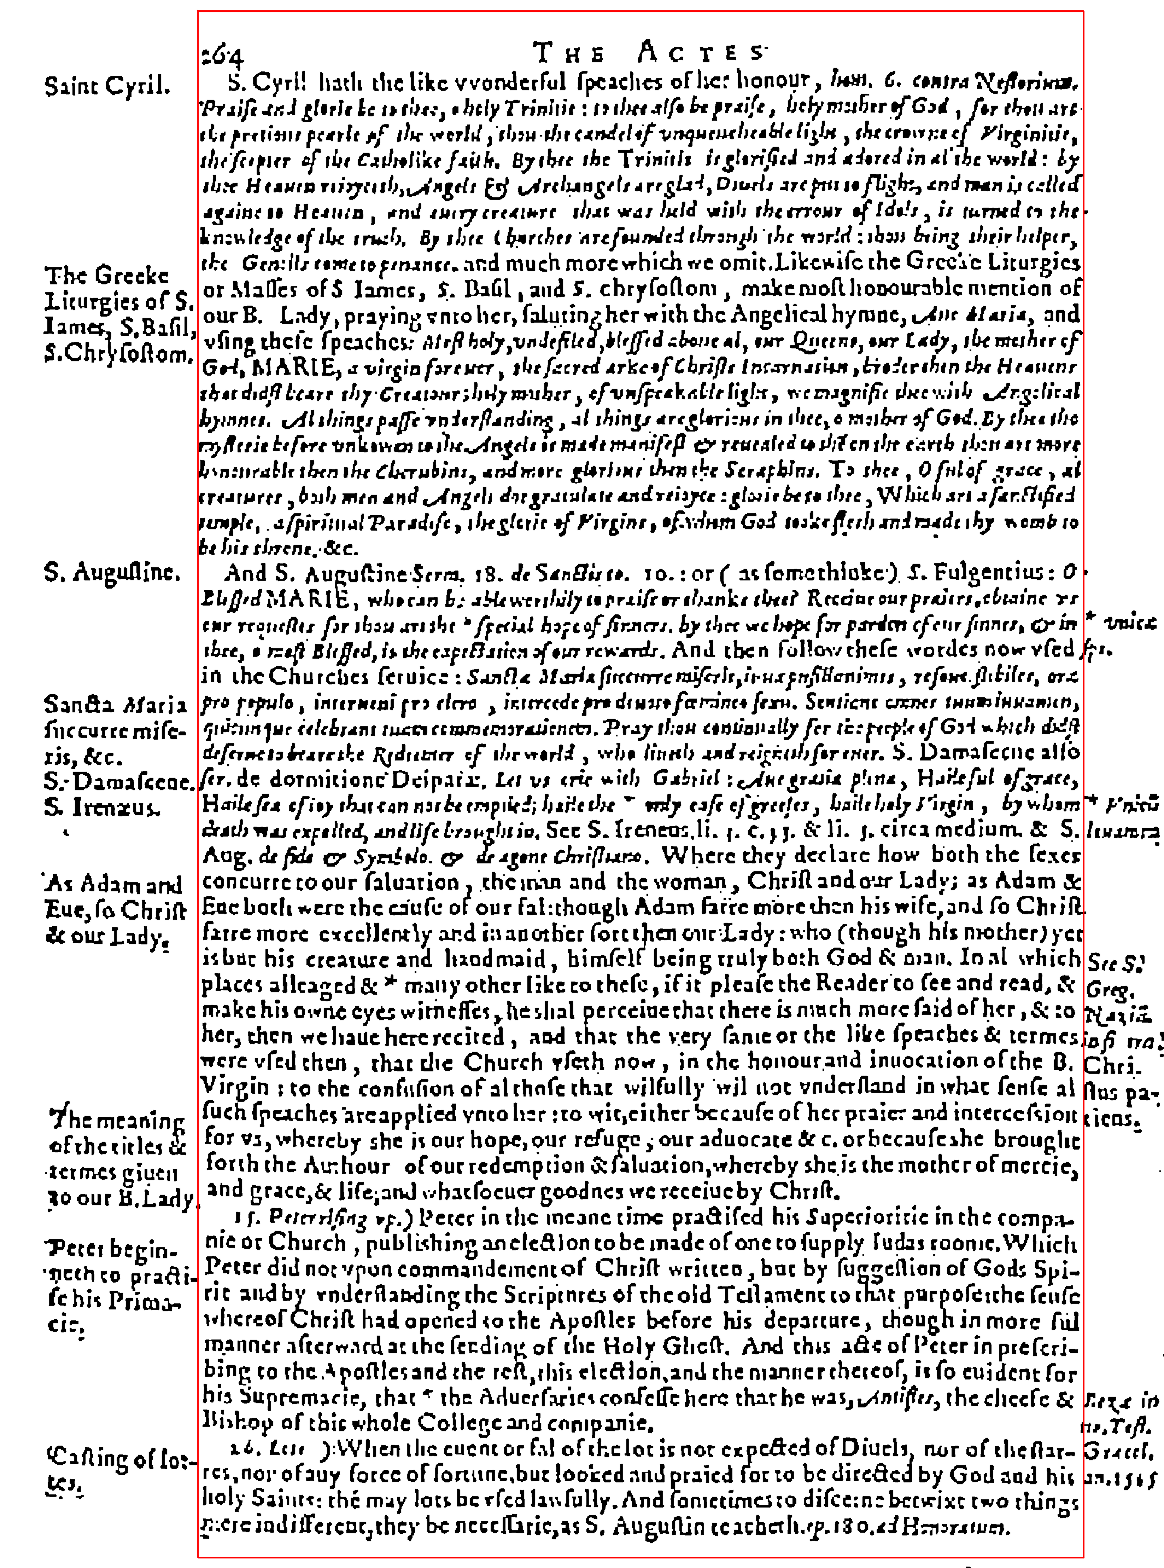 264 THE ACTES
Saint Cyril.
S. Cyril hath the like vvonderful speaches of her honour, hom. 6. contra Nestorium.
Praise and glorie be to thee, o holy Trinitie : to thee also be praise, holy mother of God, for thou art
the pretious pearle of the world, thou the candel of vnquencheable light, the crowne of Virginitie,
the scepter of the Catholike faith. By thee the Trinitie is glorified and adored in al the world : by
thee Heauen reioyceth, Angels & Archangels are glad, Diuels are put to flight, and man is called
againe to Heauen, and euery creature that was held with the errour of Idols, is turned to the
knowledge of the truth. By thee Churches are founded through the world : thou being their helper,
the Gentils come to penance. and much more which we omit. Likewise the Greeke Liturgies
The Greeke
Liturgies of S.
Iames, S.Basil,
S.Chrysostom.
or Masses of S Iames, S. Basil, and S. chrysostom, make most honourable mention of
our B. Lady, praying vnto her, saluting her with the Angelical hymne, Aue Maria, and
vsing these speaches: Most holy, vndefiled, blessed aboue al, our Queene, our Lady, the mother of
God, MARIE, a virgin for euer, the sacred arke of Christs Incarnation, broder then the Heauens
that didst beare thy Creatour; holy mother, of vnspeakable light, we magnifie thee with Angelical
hymnes. Al things passe vnderstanding, al things are glorious in thee, o mother of God. By thee the
mysterie before vnknowen to the Angels is made manifest & reuealed to them on the earth thou art more
honourable then the Cherubins, and more glorious then the Seraphins. To thee, O ful of grace, al
creatures, both men and Angels doe gratulate and reioyce : glorie be to thee, Which art a sanctified
temple, a spiritual Paradise, the glorie of Virgins, of whom God tooke flesh and made thy womb to
be his throne. &c.
S. Augustine.
And S. Augustine Serm. 18. de Sanctis to. 10. : or ( as some thinke ) S. Fulgentius : O
Blessed MARIE, who can be able worthily to praise or thanke thee? Receiue our praiers, obtaine vs
our requestes for thou art the * special hope of sinners. by thee we hope for pardon of our sinnes, & in
thee, o most Blessed, is the expectation of our rewards. And then follow these wordes now vsed
* vnica
spes.
in the Churches seruice : Sancta Maria succurre miseris, iuua pusillanimes, refoue flebiles, ora
pro populo, interueni pro clero, intercede pro deuoto foemineo sexu. Sentiant omnes tuum iuuamen,
quicunque celebrant tuam commemorationem. Pray thou continually for the people of God which didst
deserue to beare the Redeemer of the world, who liueth and reigneth for euer. S. Damascene also
Sancta Maria
succurre mise-
ris, &c.
S. Damascene.
S. Irenæus.
ser. de dormitione Deiparæ. Let vs crie with Gabriel : Aue gratia plena, Haile ful of grace,
Haile sea of ioy that can not be emptied; haile the * only ease of greefes, haile holy Virgin, by whom
* Vnicũ
leuamen
death was expelled, and life brought in. See S. Ireneus, li. 3. c. 33. & li. 5. circa medium. & S.
Aug. de fide & Symbolo. & de agone Christiano. Where they declare how both the sexes
As Adam and
Eue, so Christ
& our Lady.
concurre to our saluation, the man and the woman, Christ and our Lady; as Adam &
Eue both were the cause of our fal: though Adam farre more then his wife, and so Christ
farre more excellently and in another sort then our Lady: who (though his mother) yet
is but his creature and handmaid, himself being truly both God & man. In al which
places alleaged & * many other like to these, if it please the Reader to see and read, &
make his owne eyes witnesses, he shal perceiue that there is much more said of her, & to
her, then we haue here recited, and that the very same or the like speaches & termes
were vsed then, that the Church vseth now, in the honour and inuocation of the B.
Virgin : to the confusion of al those that wilfully wil not vnderstand in what sense al
such speaches are applied vnto her : to wit, either because of her praier and intercession
See S.
Greg.
Naziã.
in fi tra.
Chri-
stus pa-
tiens.
The meaning
of the titles &
termes giuen
to our B. Lady
for vs, whereby she is our hope, our refuge, our aduocate & c. or because she brought
forth the Authour of our redemption & saluation, whereby she is the mother of mercie,
and grace, & life, and whatsoeuer goodnes we receiue by Christ.
15. Peter rising vp.) Peter in the meane time practised his Superioritie in the compa-
nie or Church, publishing an election to be made of one to supply Iudas roome. Which
Peter begin-
neth to practi-
se his Prima-
cie.
Peter did not vpon commandement of Christ written, but by suggestion of Gods Spi-
rit and by vnderstanding the Scriptures of the old Testament to that purpose: the sense
whereof Christ had opened to the Apostles before his departure, though in more ful
manner afterward at the sending of the Holy Ghost. And this acte of Peter in prescri-
bing to the Apostles and the rest, this election, and the manner thereof, is so euident for
his Supremacie, that * the Aduersaries confesse here that he was, Antistes, the cheefe &
Bishop of this whole College and companie.
Beza in
no. Test.
Græcol.
an. 1565
26. Lots ) When the euent or fal of the lot is not expected of Diuels, nor of the star-
Casting of lot-
tes.
res, nor of any force of fortune, but looked and praied for to be directed by God and his
holy Saints: thẽ may lots be vsed lawfully. And sometimes to discerne betwixt two things
mere indifferent, they be necessarie, as S. Augustin teacheth. ep. 180. ad Honoratum.